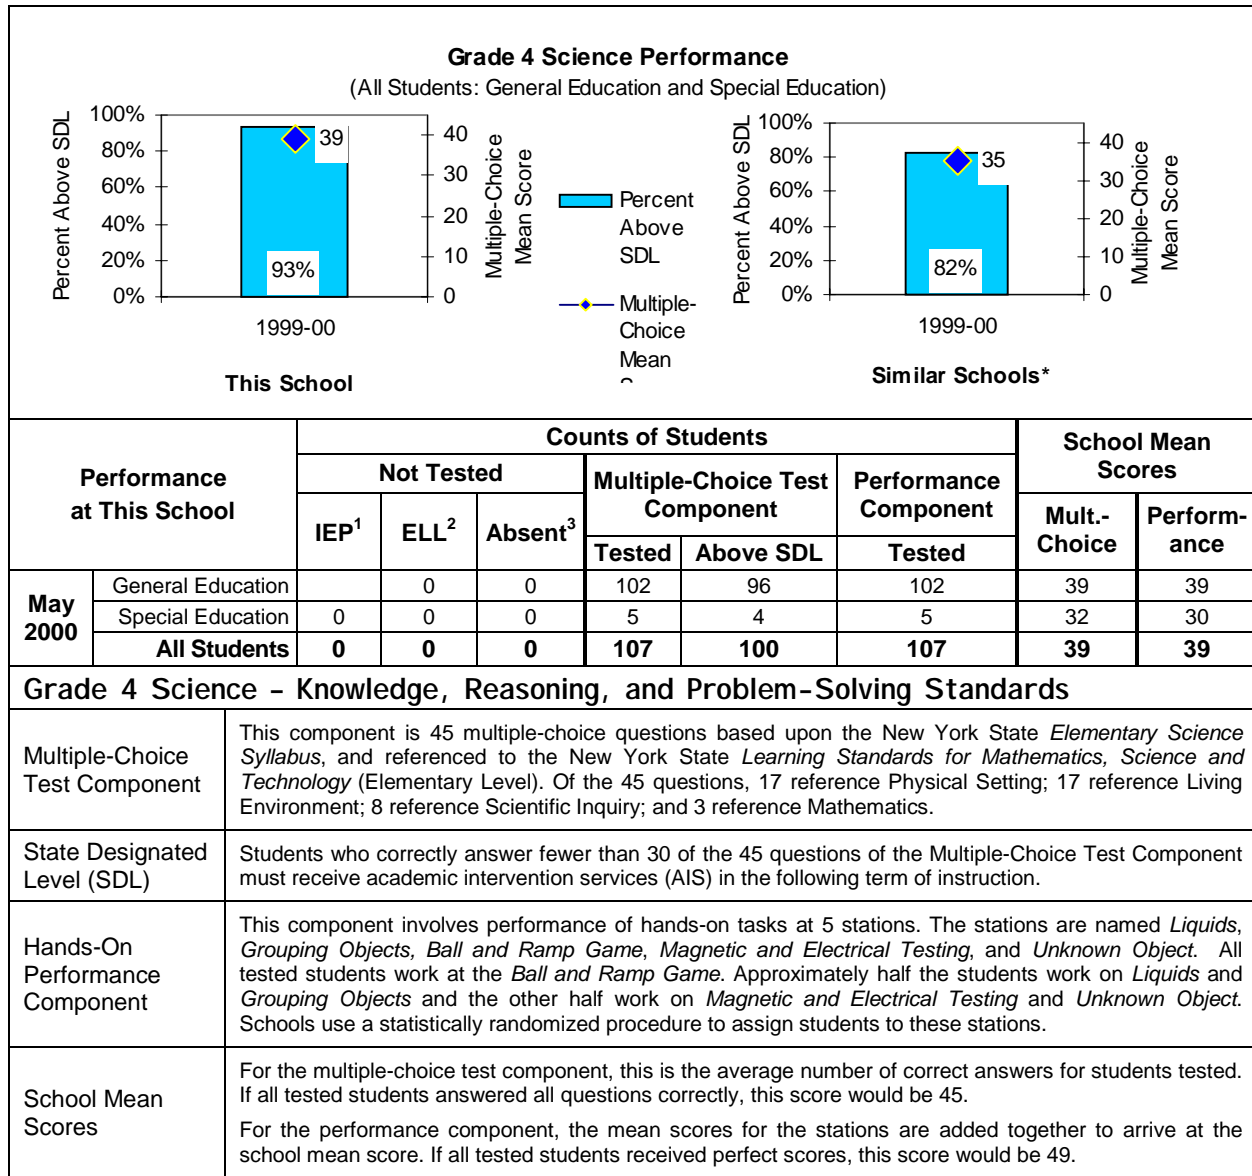 Grade 4 Science Performance
(All Students: General Education and Special Education)
Percent Above SDL
100%
80%
60%
40%
20%
0%
39
93%
40
30
20
10
0
Multiple-Choice
Mean Score
1999-00
This School
Percent
Above
SDL
Multiple-
Choice
Mean
Percent Above SDL
100%
80%
60%
40%
20%
0%
35
82%
40
30
20
10
0
Multiple-Choice
Mean Score
1999-00
Similar Schools*
Performance
at This School
Counts of Students
School Mean
Scores
Not Tested
Multiple-Choice Test
Component
Performance
Component
IEP1
ELL2
Absent3
Tested
Above SDL
Tested
Mult.-
Choice
Perform-
ance
May
2000
General Education 0 0 102 96 102 39 39
Special Education 0 0 0 5 4 5 32 30
All Students 0 0 0 107 100 107 39 39
Grade 4 Science – Knowledge, Reasoning, and Problem-Solving Standards
Multiple-Choice
Test Component
This component is 45 multiple-choice questions based upon the New York State Elementary Science
Syllabus, and referenced to the New York State Learning Standards for Mathematics, Science and
Technology (Elementary Level). Of the 45 questions, 17 reference Physical Setting; 17 reference Living
Environment; 8 reference Scientific Inquiry; and 3 reference Mathematics.
State Designated
Level (SDL)
Students who correctly answer fewer than 30 of the 45 questions of the Multiple-Choice Test Component
must receive academic intervention services (AIS) in the following term of instruction.
Hands-On
Performance
Component
This component involves performance of hands-on tasks at 5 stations. The stations are named Liquids,
Grouping Objects, Ball and Ramp Game, Magnetic and Electrical Testing, and Unknown Object. All
tested students work at the Ball and Ramp Game. Approximately half the students work on Liquids and
Grouping Objects and the other half work on Magnetic and Electrical Testing and Unknown Object.
Schools use a statistically randomized procedure to assign students to these stations.
School Mean
Scores
For the multiple-choice test component, this is the average number of correct answers for students tested.
If all tested students answered all questions correctly, this score would be 45.
For the performance component, the mean scores for the stations are added together to arrive at the
school mean score. If all tested students received perfect scores, this score would be 49.